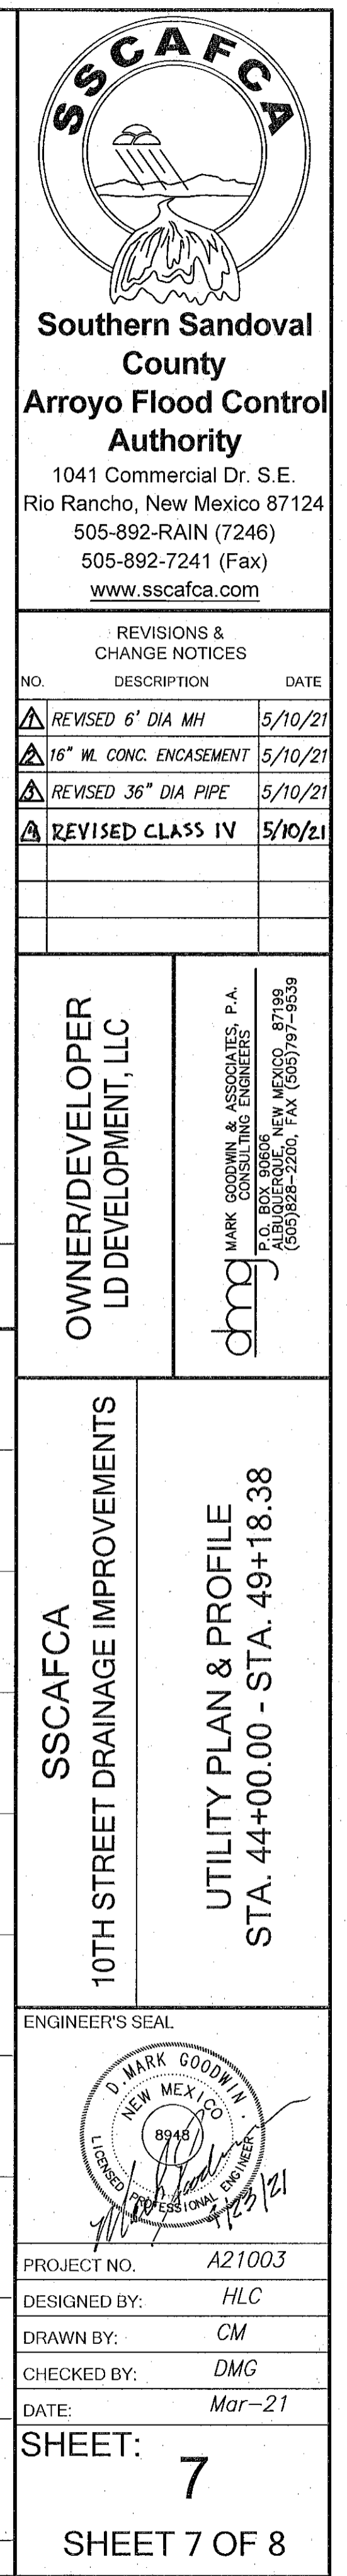 SSCAFCA
Southern Sandoval
County
Arroyo Flood Control
Authority
1041 Commercial Dr. S.E.
Rio Rancho, New Mexico 87124
505-892-RAIN (7246)
505-892-7241 (Fax)
www.sscafca.com
REVISIONS &
CHANGE NOTICES
NO. DESCRIPTION DATE
1 REVISED 6' DIA MH 5/10/21
2 16" WL CONC. ENCASEMENT 5/10/21
3 REVISED 36" DIA PIPE 5/10/21
4 REVISED CLASS IV 5/10/21
OWNER/DEVELOPER
LD DEVELOPMENT, LLC
dmg
MARK GOODWIN & ASSOCIATES, P.A.
CONSULTING ENGINEERS
P.O. BOX 90606
ALBUQUERQUE, NEW MEXICO 87199
(505)828-2200, FAX (505)797-9539
SSCAFCA
10TH STREET DRAINAGE IMPROVEMENTS
UTILITY PLAN & PROFILE
STA. 44+00.00 - STA. 49+18.38
ENGINEER'S SEAL
D. MARK GOODWIN
NEW MEXICO
8948
LICENSED PROFESSIONAL ENGINEER
PROJECT NO. A21003
DESIGNED BY: HLC
DRAWN BY: CM
CHECKED BY: DMG
DATE: Mar-21
SHEET:
7
SHEET 7 OF 8